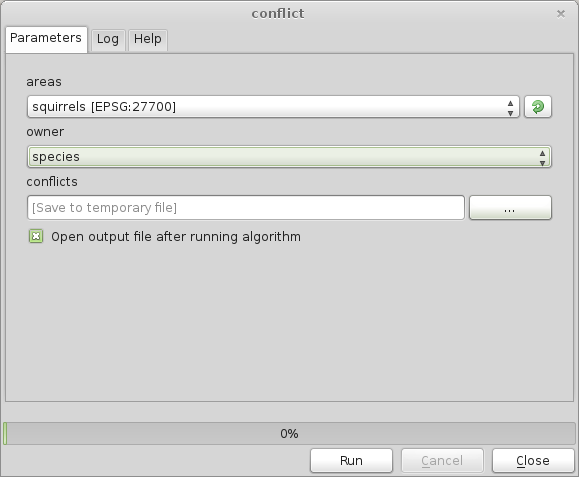 conflict
Parameters Log Help
areas
squirrels [EPSG:27700]
owner
species
conflicts
[Save to temporary file] ...
Open output file after running algorithm
0%
Run Cancel Close